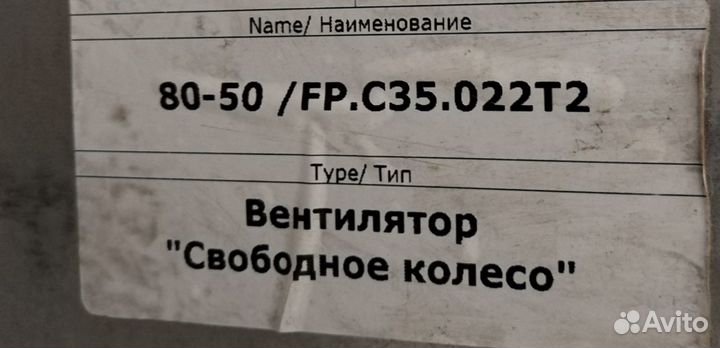 Name/ Наименование
80-50 /FP.C35.022T2
Type/ Тип
Вентилятор
"Свободное колесо"
Avito